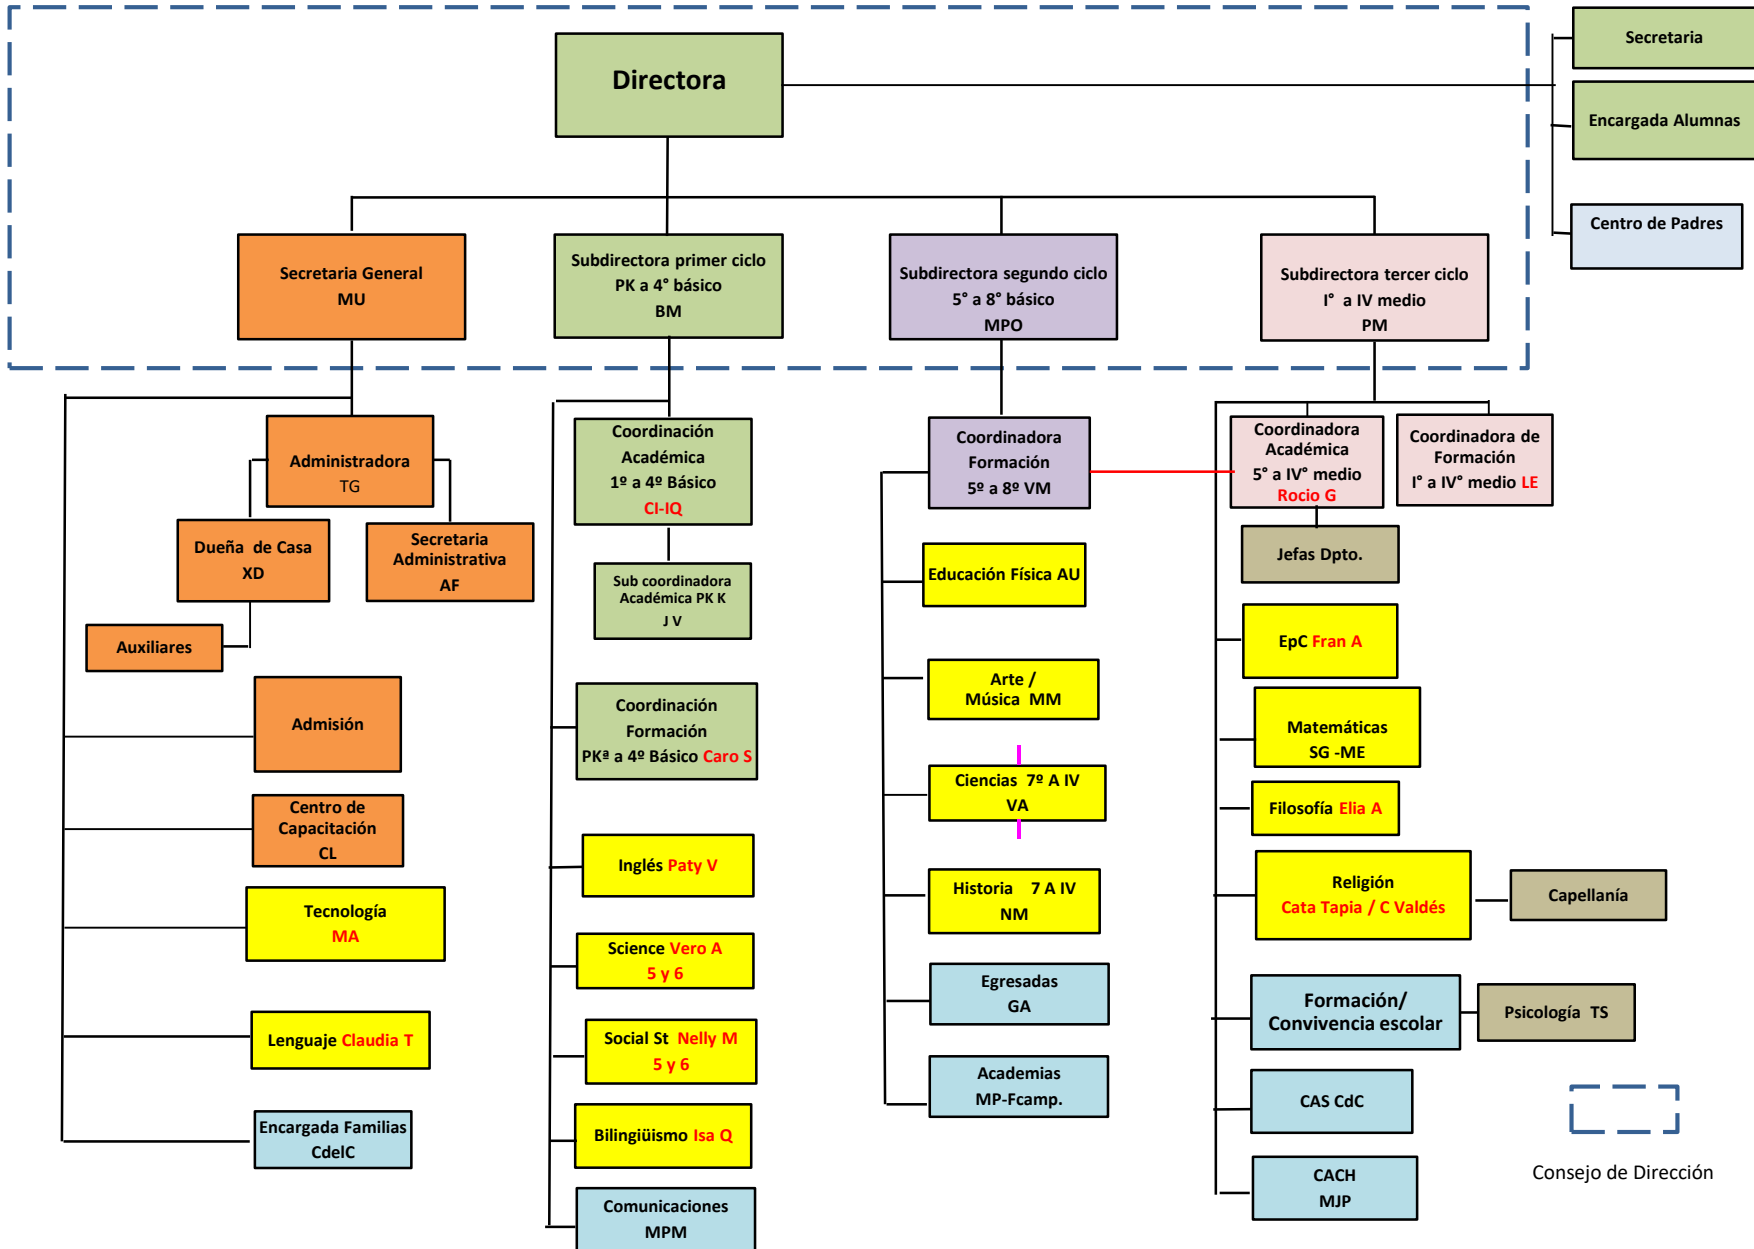 Directora
Secretaria
Encargada Alumnas
Centro de Padres
Secretaria General
MU
Subdirectora primer ciclo
PK a 4° básico
BM
Subdirectora segundo ciclo
5° a 8° básico
MPO
Subdirectora tercer ciclo
I° a IV medio
PM
Administradora
TG
Dueña de Casa
XD
Secretaria
Administrativa
AF
Auxiliares
Admisión
Centro de
Capacitación
CL
Tecnología
MA
Lenguaje Claudia T
Encargada Familias
CdelC
Coordinación
Académica
1º a 4º Básico
CI-IQ
Sub coordinadora
Académica PK K
J V
Coordinación
Formación
PKª a 4º Básico Caro S
Inglés Paty V
Science Vero A
5 y 6
Social St Nelly M
5 y 6
Bilingiüismo Isa Q
Comunicaciones
MPM
Coordinadora
Formación
5º a 8º VM
Educación Física AU
Arte /
Música MM
Ciencias 7º A IV
VA
Historia 7 A IV
NM
Egresadas
GA
Academias
MP-Fcamp.
Coordinadora
Académica
5° a IV° medio
Rocio G
Coordinadora de
Formación
I° a IV° medio LE
Jefas Dpto.
EpC Fran A
Matemáticas
SG -ME
Filosofía Elia A
Religión
Cata Tapia / C Valdés
Capellanía
Formación/
Convivencia escolar
Psicología TS
CAS CdC
CACH
MJP
Consejo de Dirección